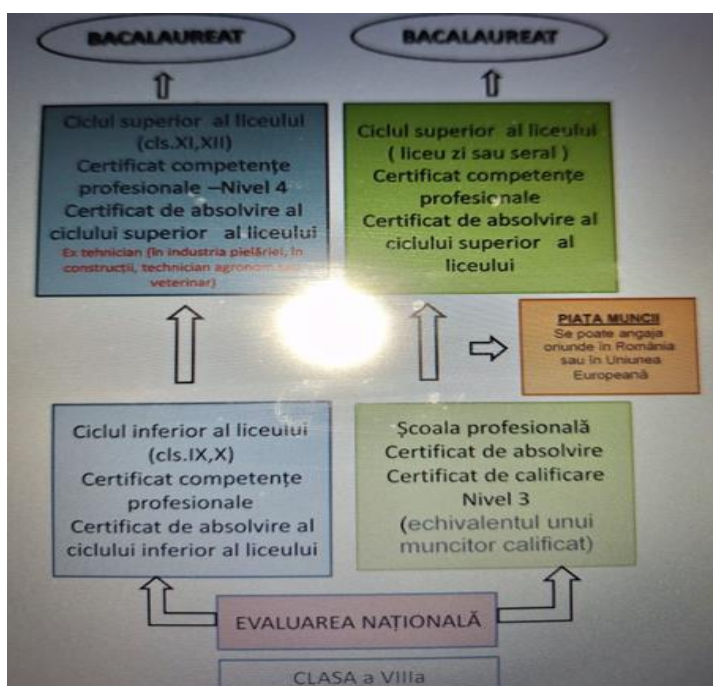 BACALAUREAT
BACALAUREAT
Ciclul superior al liceului
(cls.XI,XII)
Certificat competențe
profesionale –Nivel 4
Certificat de absolvire al
ciclului superior al liceului
Ex tehnician (în industria pielăriei, în
construcții, technician agronom
veterinar)
Ciclul superior al liceului
( liceu zi sau seral )
Certificat competențe
profesionale
Certificat de absolvire al
ciclului superior al
liceului
PIATA MUNCII
Se poate angaja
oriunde în România
sau în Uniunea
Europeană
Ciclul inferior al liceului
(cls.IX,X)
Certificat competențe
profesionale
Certificat de absolvire al
ciclului inferior al liceului
Școala profesională
Certificat de absolvire
Certificat de calificare
Nivel 3
(echivalentul unui
muncitor calificat)
EVALUAREA NAȚIONALĂ
CLASA a VIIIa